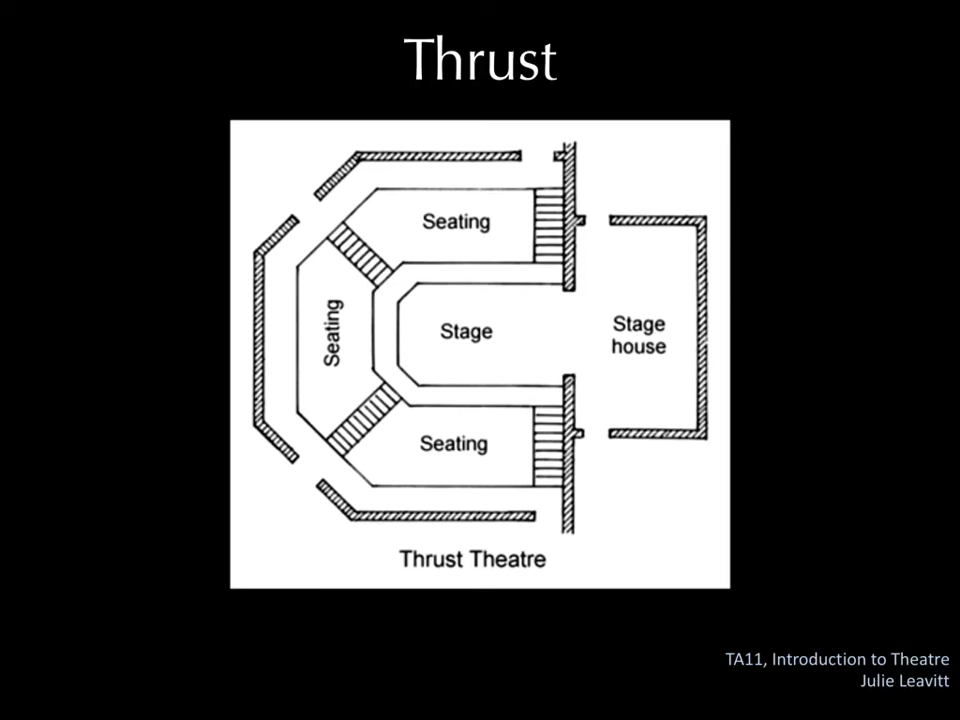 Thrust
Seating
Seating
Stage
Stage
house
Seating
Thrust Theatre
TA11, Introduction to Theatre
Julie Leavitt